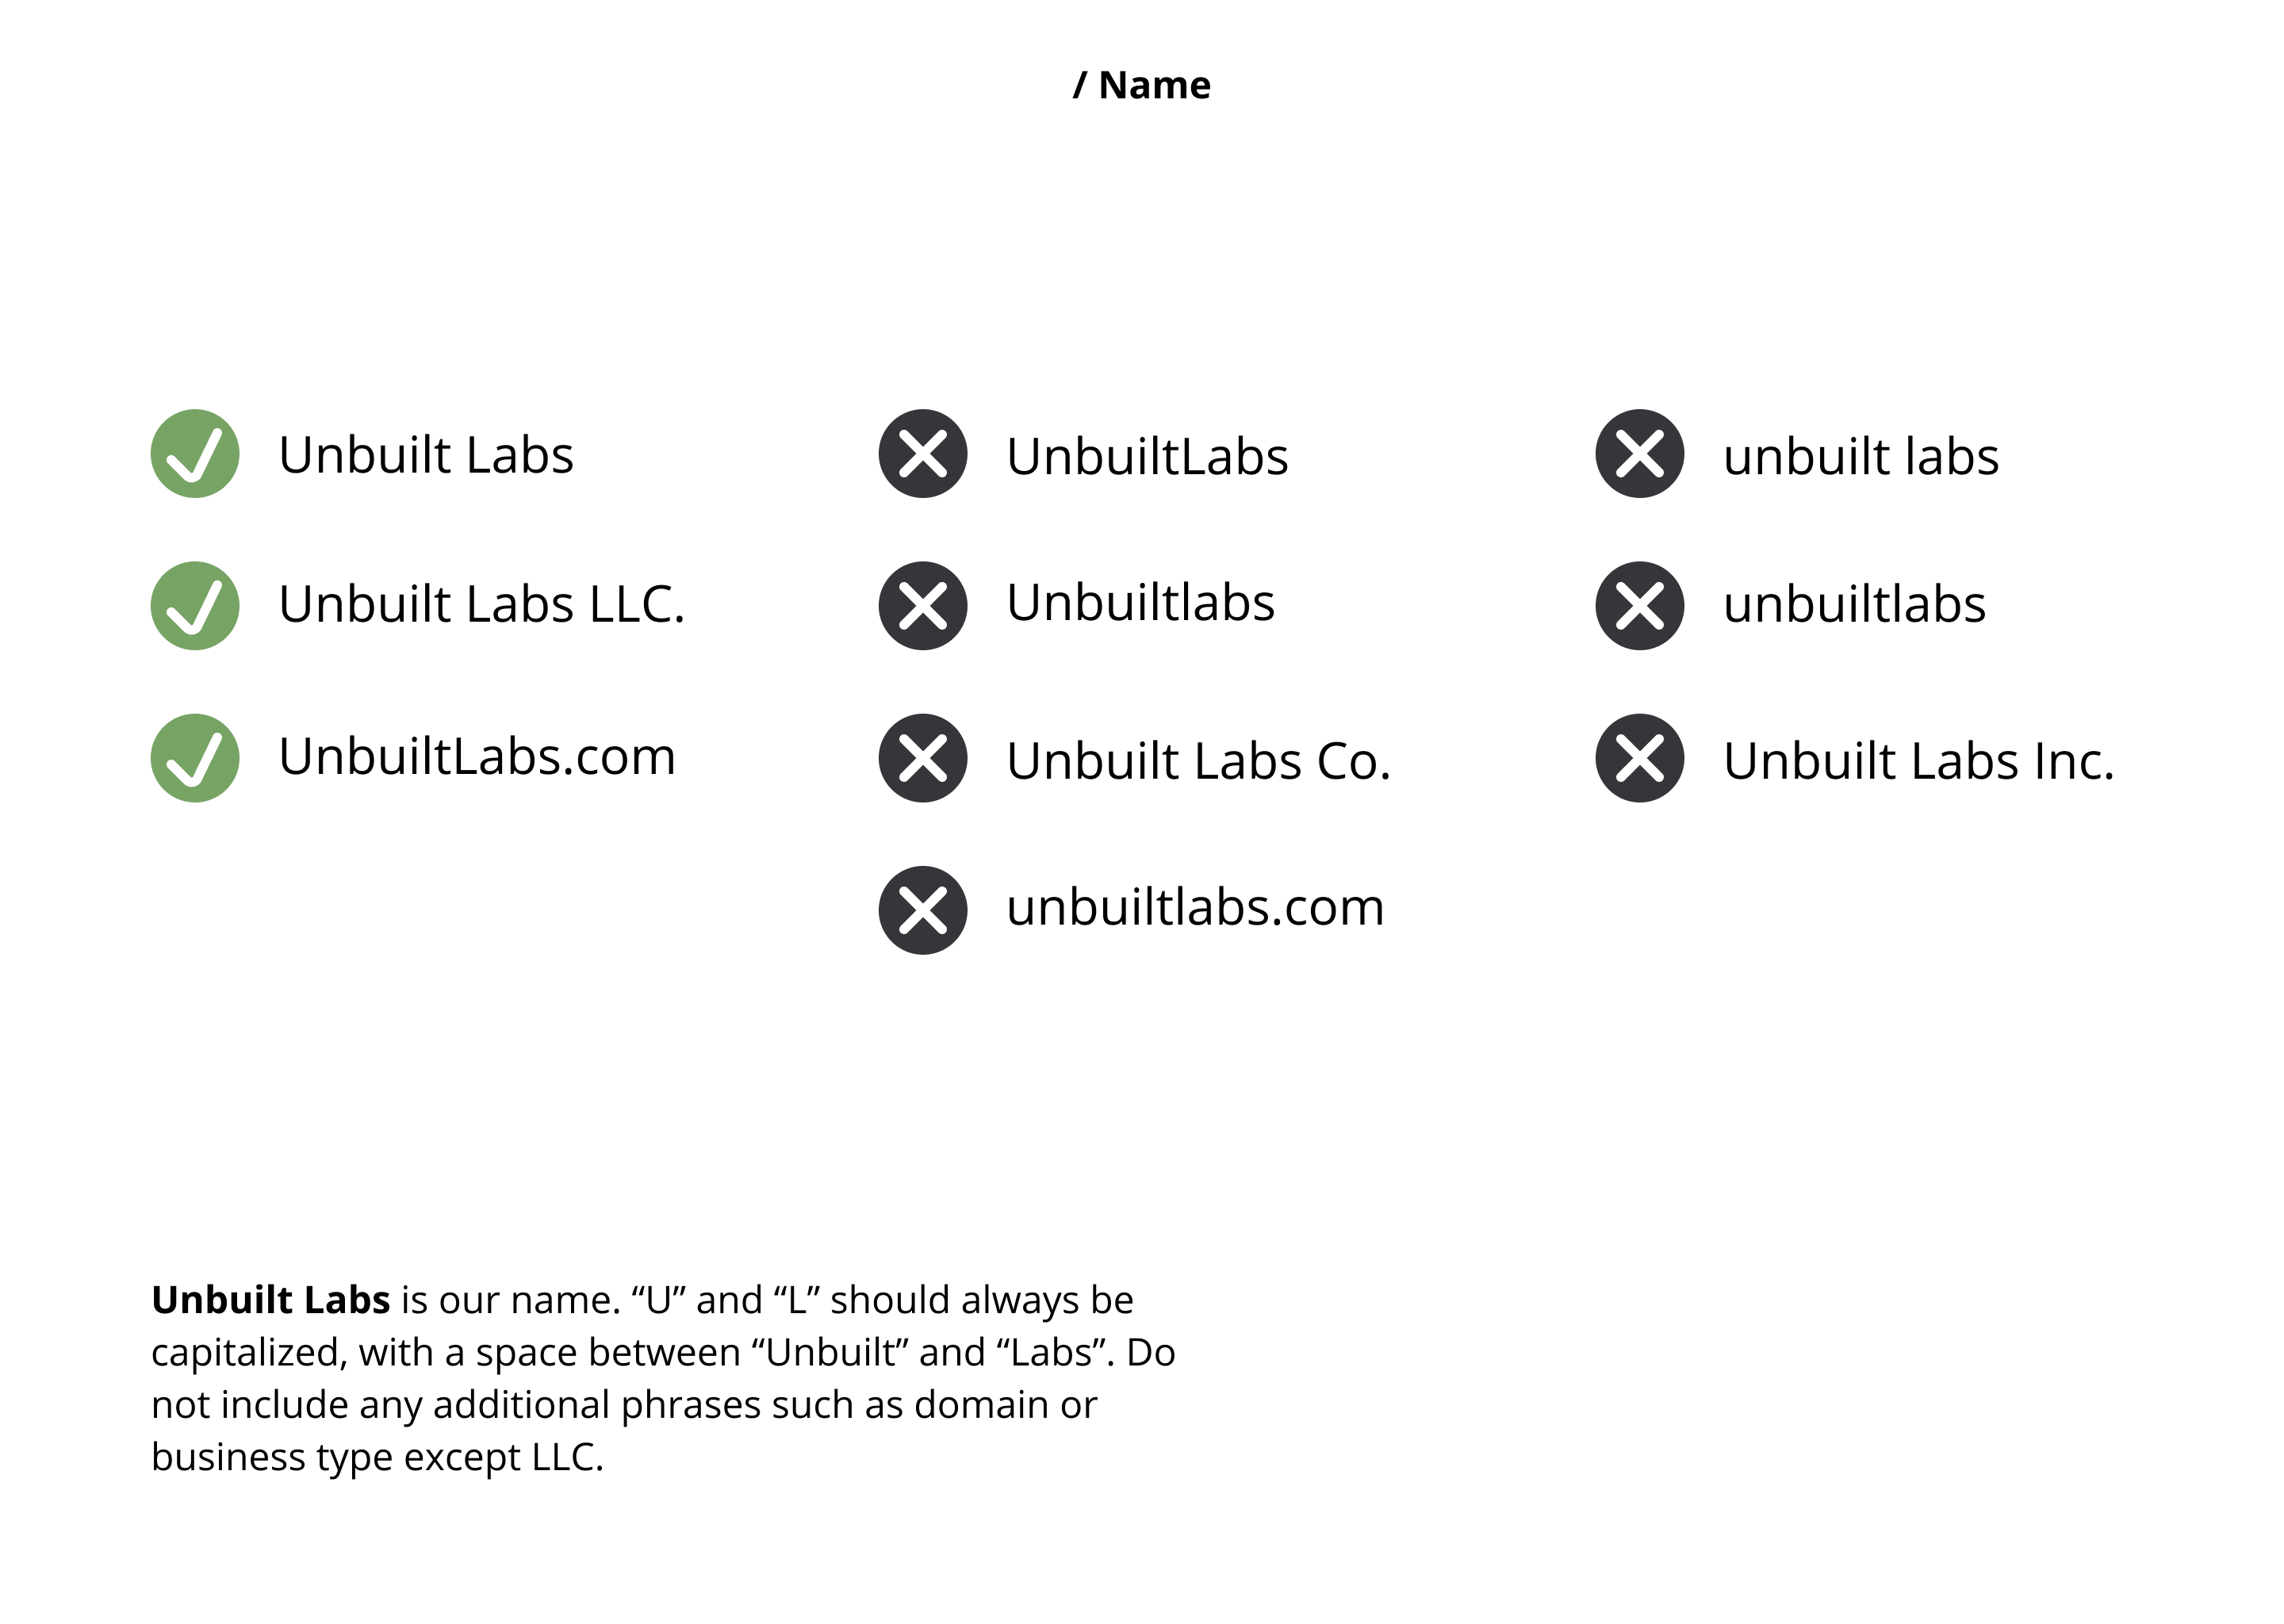 / Name
Unbuilt Labs
Unbuilt Labs LLC.
UnbuiltLabs.com
UnbuiltLabs
Unbuiltlabs
Unbuilt Labs Co.
unbuiltlabs.com
unbuilt labs
unbuiltlabs
Unbuilt Labs Inc.
Unbuilt Labs is our name. “U” and “L” should always be
capitalized, with a space between “Unbuilt” and “Labs”. Do
not include any additional phrases such as domain or
business type except LLC.